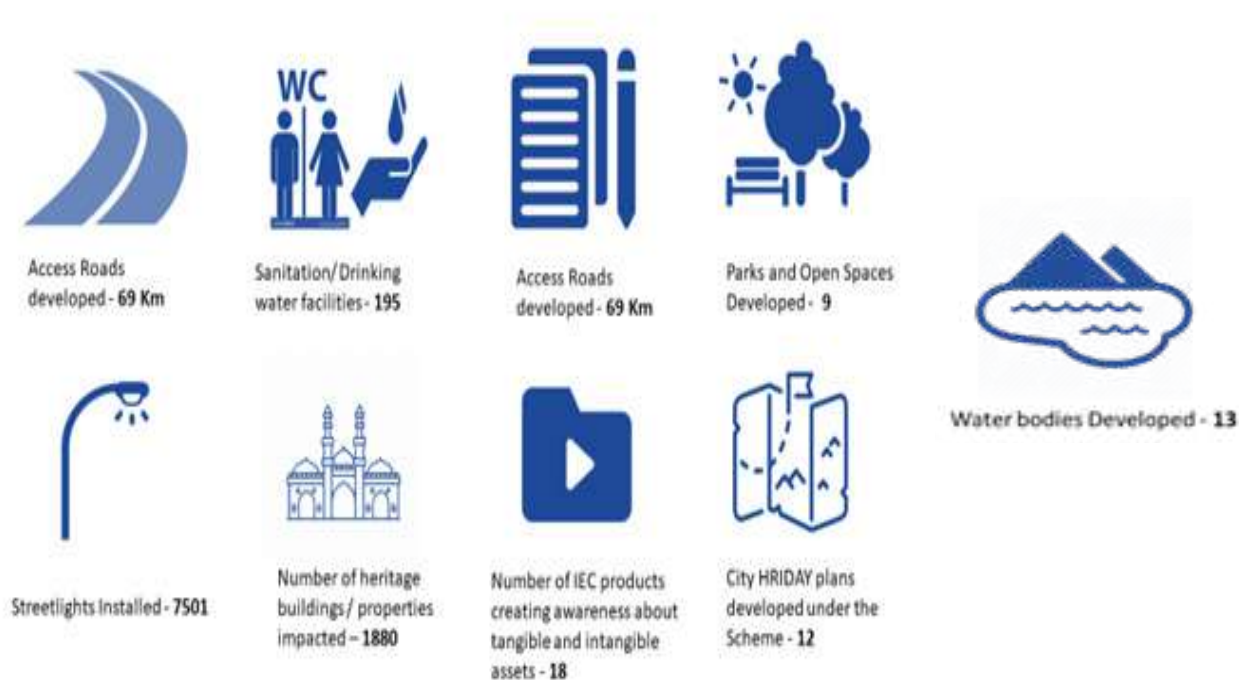 WC
Access Roads
developed - 69 Km
Sanitation/Drinking
water facilities - 195
Access Roads
developed - 69 Km
Parks and Open Spaces
Developed - 9
Water bodies Developed - 13
Streetlights Installed - 7501
Number of heritage
buildings/ properties
impacted – 1880
Number of IEC products
creating awareness about
tangible and intangible
assets - 18
City HRIDAY plans
developed under the
Scheme - 12